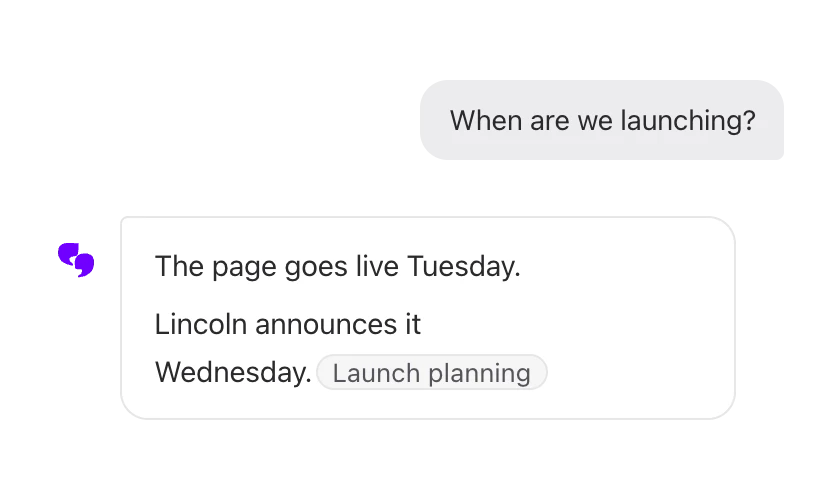 When are we launching?
The page goes live Tuesday.
Lincoln announces it
Wednesday. Launch planning